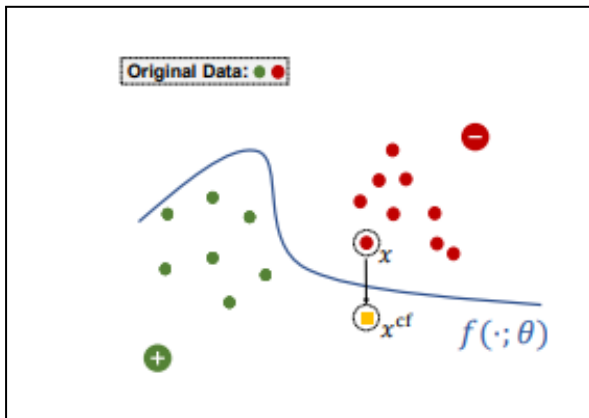 Original Data:
−
x
x^cf
f(·; θ)
+